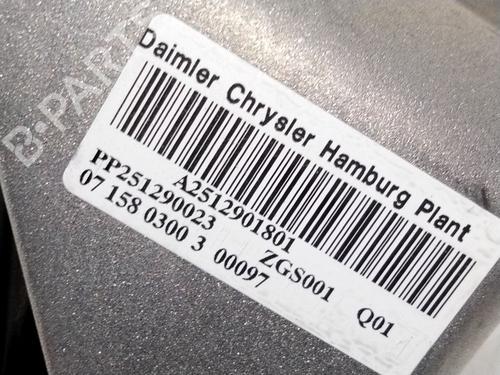 Daimler Chrysler Hamburg Plant
A2512901801
PP251290023 ZGS001 Q01
07 158 0300 3 00097
B-PARTS